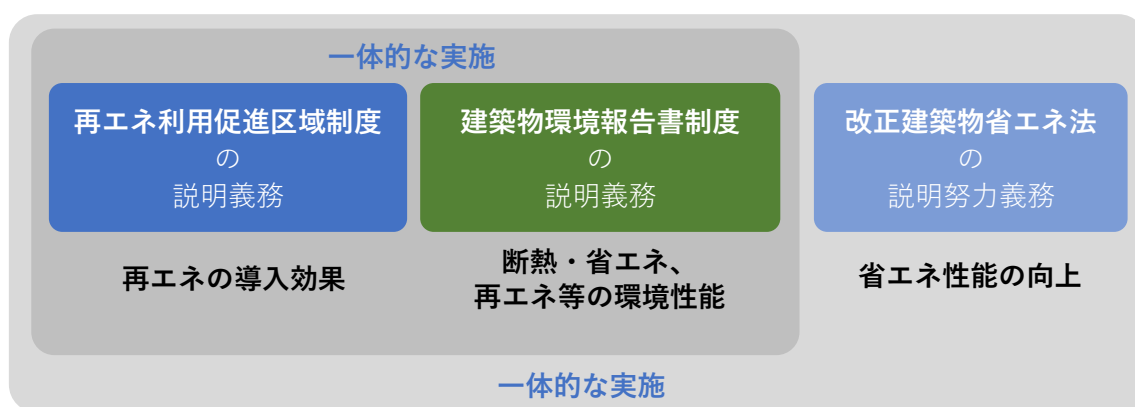 一体的な実施
再エネ利用促進区域制度
の
説明義務
建築物環境報告書制度
の
説明義務
改正建築物省エネ法
の
説明努力義務
再エネの導入効果
断熱・省エネ、
再エネ等の環境性能
省エネ性能の向上
一体的な実施